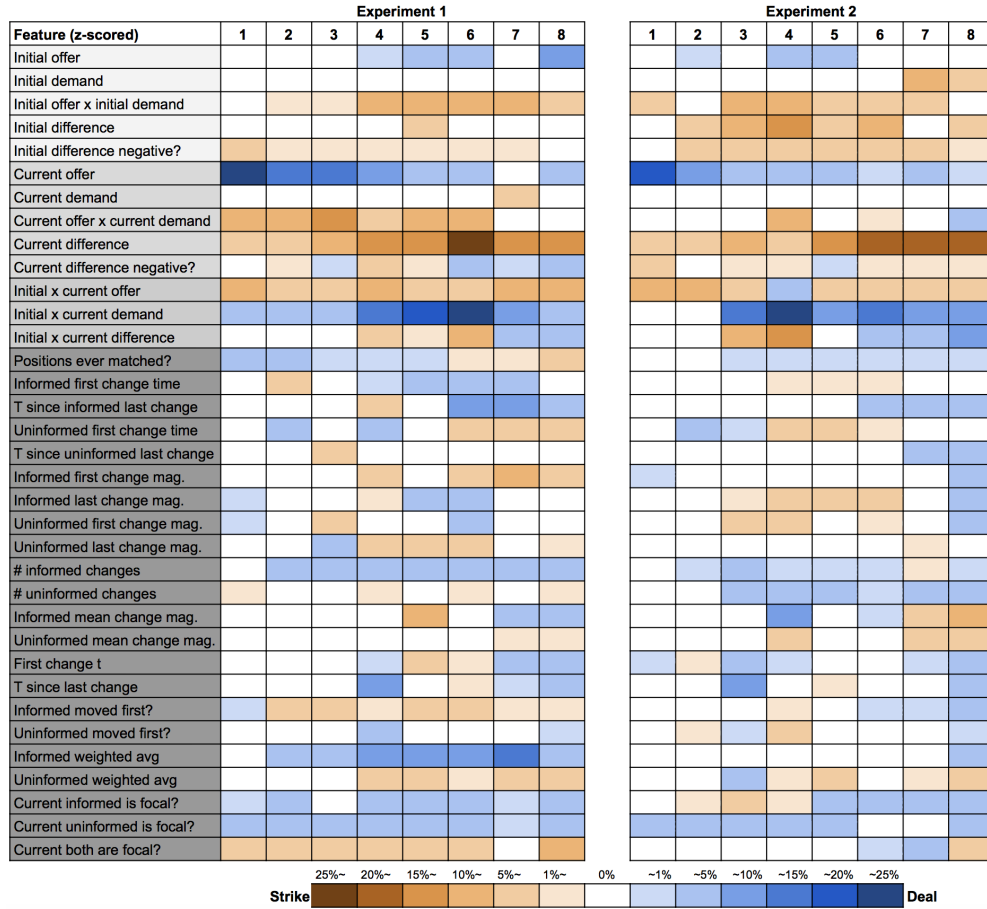 Experiment 1 Experiment 2
Feature (z-scored) 1 2 3 4 5 6 7 8 1 2 3 4 5 6 7 8
Initial offer
Initial demand
Initial offer x initial demand
Initial difference
Initial difference negative?
Current offer
Current demand
Current offer x current demand
Current difference
Current difference negative?
Initial x current offer
Initial x current demand
Initial x current difference
Positions ever matched?
Informed first change time
T since informed last change
Uninformed first change time
T since uninformed last change
Informed first change mag.
Informed last change mag.
Uninformed first change mag.
Uninformed last change mag.
# informed changes
# uninformed changes
Informed mean change mag.
Uninformed mean change mag.
First change t
T since last change
Informed moved first?
Uninformed moved first?
Informed weighted avg
Uninformed weighted avg
Current informed is focal?
Current uninformed is focal?
Current both are focal?
25%~ 20%~ 15%~ 10%~ 5%~ 1%~ 0% ~1% ~5% ~10% ~15% ~20% ~25%
Strike Deal